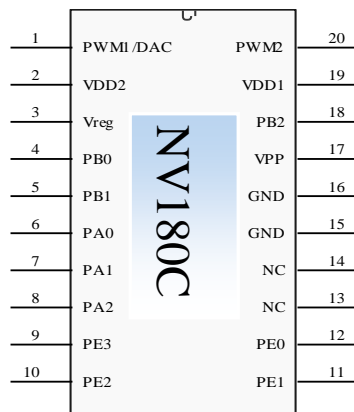 1 PWM1/DAC PWM2 20
2 VDD2 VDD1 19
3 Vreg PB2 18
4 PB0 VPP 17
5 PB1 GND 16
6 PA0 GND 15
7 PA1 NC 14
8 PA2 NC 13
9 PE3 PE0 12
10 PE2 PE1 11
NV180C